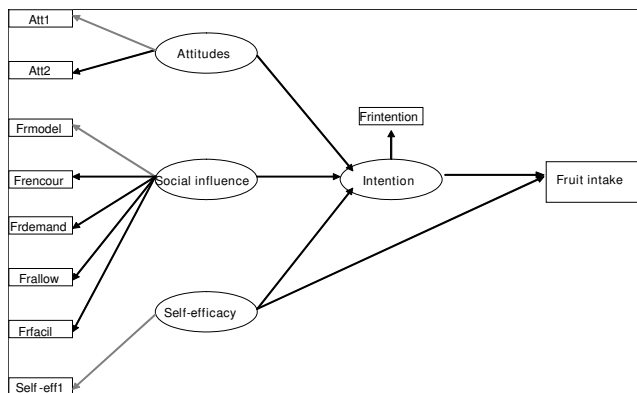 Att1
Attitudes
Att2
Frmodel
Frintention
Frencour
Social influence
Intention
Fruit intake
Frdemand
Frallow
Self-efficacy
Frfacil
Self-eff1